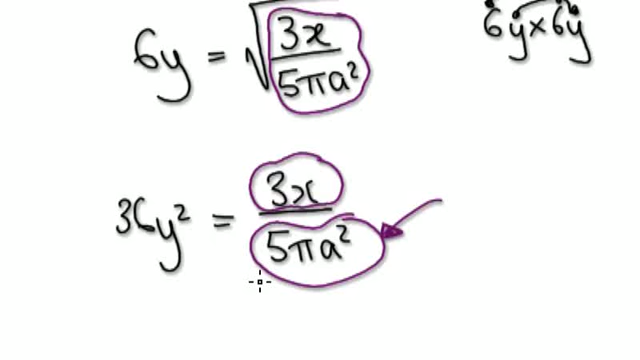 6y = √(3x/5πa²)
6y×6y
36y² = 3x/5πa²